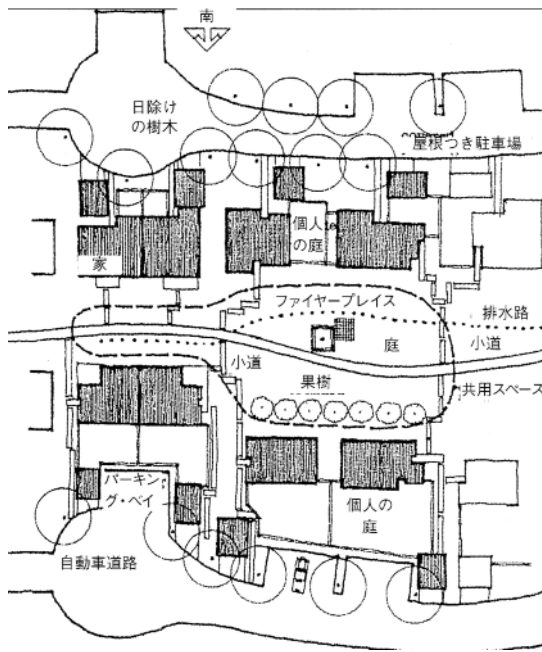 南
日除け
の樹木
屋根つき駐車場
個人
の庭
家
ファイヤープレイス
排水路
庭
小道
小道
果樹
共用スペース
パーキン
グ・ベイ
個人の
庭
自動車道路